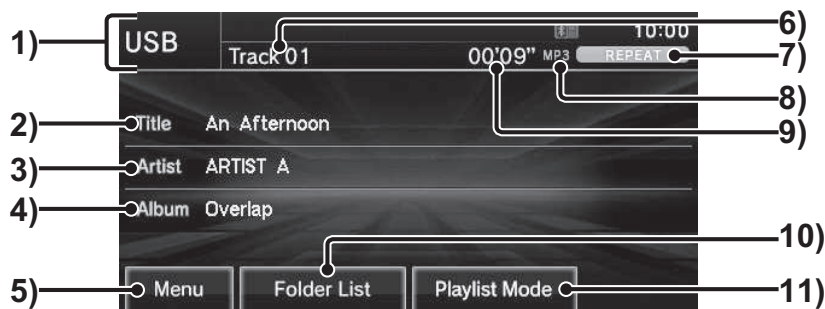 1) USB 10:00 6)
Track 01 00'09" MP3 REPEAT 7)
8)
2) Title An Afternoon 9)
3) Artist ARTIST A
4) Album Overlap
10)
5) Menu Folder List Playlist Mode 11)